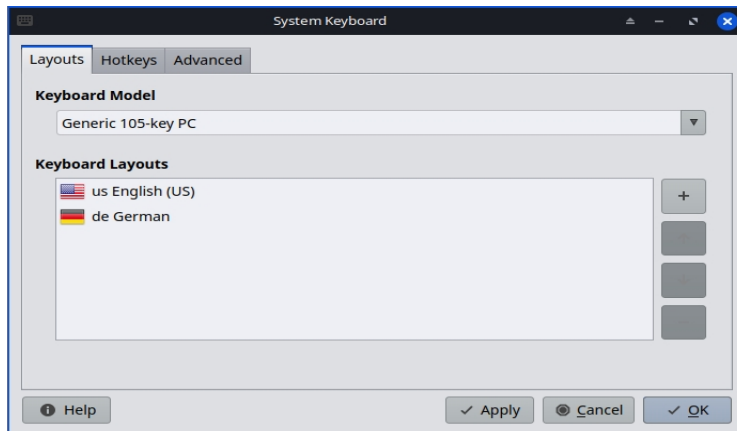 System Keyboard
Layouts Hotkeys Advanced
Keyboard Model
Generic 105-key PC
Keyboard Layouts
us English (US)
de German
+
Help Apply Cancel OK